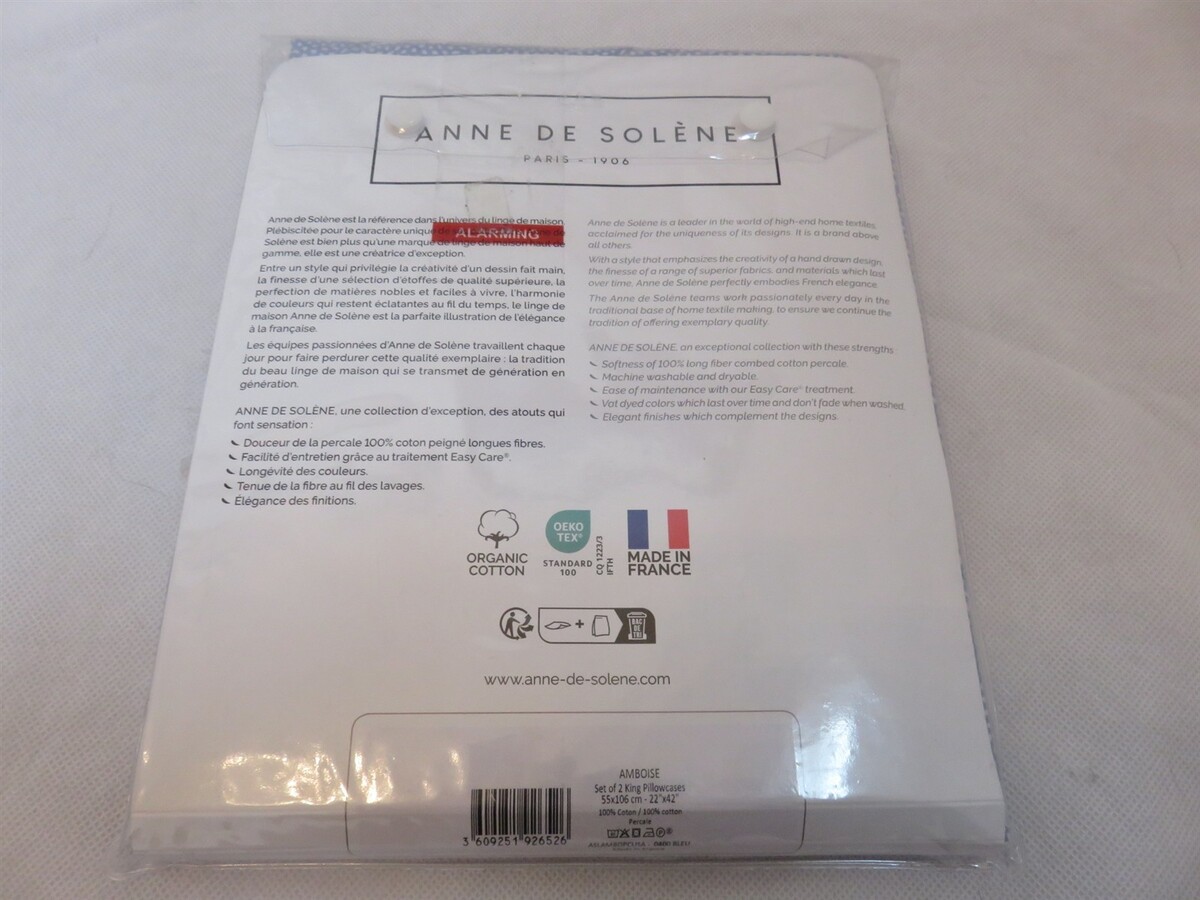 ANNE DE SOLÈNE
PARIS - 1906
Anne de Solène est la référence dans l'univers du linge de maison.
Plébiscitée pour le caractère unique
ALARMING
Solène est bien plus qu'une marque de linge de maison haut de
gamme, elle est une créatrice d'exception.
Entre un style qui privilégie la créativité d'un dessin fait main,
la finesse d'une sélection d'étoffes de qualité supérieure, la
perfection de matières nobles et faciles à vivre, l'harmonie
de couleurs qui restent éclatantes au fil du temps, le linge de
maison Anne de Solène est la parfaite illustration de l'élégance
à la française.
Les équipes passionnées d'Anne de Solène travaillent chaque
jour pour faire perdurer cette qualité exemplaire : la tradition
du beau linge de maison qui se transmet de génération en
génération.
ANNE DE SOLÈNE, une collection d'exception, des atouts qui
font sensation :
Douceur de la percale 100% coton peigné longues fibres.
Facilité d'entretien grâce au traitement Easy Care®.
Longévité des couleurs.
Tenue de la fibre au fil des lavages.
Élégance des finitions.
Anne de Solène is a leader in the world of high-end home textiles,
acclaimed for the uniqueness of its designs. It is a brand above
all others.
With a style that emphasizes the creativity of a hand drawn design,
the finesse of a range of superior fabrics, and materials which last
over time, Anne de Solène perfectly embodies French elegance.
The Anne de Solène teams work passionately every day in the
traditional base of home textile making, to ensure we continue the
tradition of offering exemplary quality.
ANNE DE SOLÈNE, an exceptional collection with these strengths
Softness of 100% long fiber combed cotton percale.
Machine washable and dryable.
Ease of maintenance with our Easy Care® treatment.
Vat dyed colors which last over time and don't fade when washed.
Elegant finishes which complement the designs.
ORGANIC
COTTON
OEKO
TEX®
STANDARD
100
CQ 1223/3
IFTH
MADE IN
FRANCE
+
BAC
DE
TRI
www.anne-de-solene.com
AMBOISE
Set of 2 King Pillowcases
55x106 cm - 22"x42"
100% Coton / 100% cotton
Percale
BLEU
3 609251 926526